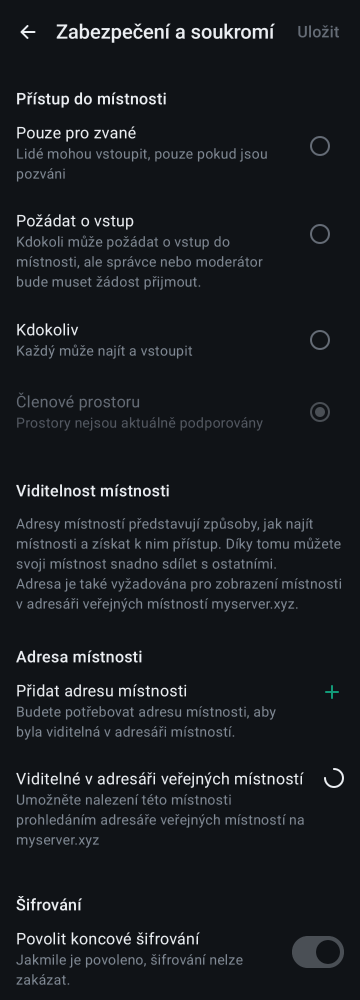 Zabezpečení a soukromí
Uložit
Přístup do místnosti
Pouze pro zvané
Lidé mohou vstoupit, pouze pokud jsou
pozváni
Požádat o vstup
Kdokoli může požádat o vstup do
místnosti, ale správce nebo moderátor
bude muset žádost přijmout.
Kdokoliv
Každý může najít a vstoupit
Členové prostoru
Prostory nejsou aktuálně podporovány
Viditelnost místnosti
Adresy místností představují způsoby, jak najít
místnosti a získat k nim přístup. Díky tomu můžete
svoji místnost snadno sdílet s ostatními.
Adresa je také vyžadována pro zobrazení místnosti
v adresáři veřejných místností myserver.xyz.
Adresa místnosti
Přidat adresu místnosti
Budete potřebovat adresu místnosti, aby
byla viditelná v adresáři místností.
Viditelné v adresáři veřejných místností
Umožněte nalezení této místnosti
prohledáním adresáře veřejných místností na
myserver.xyz
Šifrování
Povolit koncové šifrování
Jakmile je povoleno, šifrování nelze
zakázat.